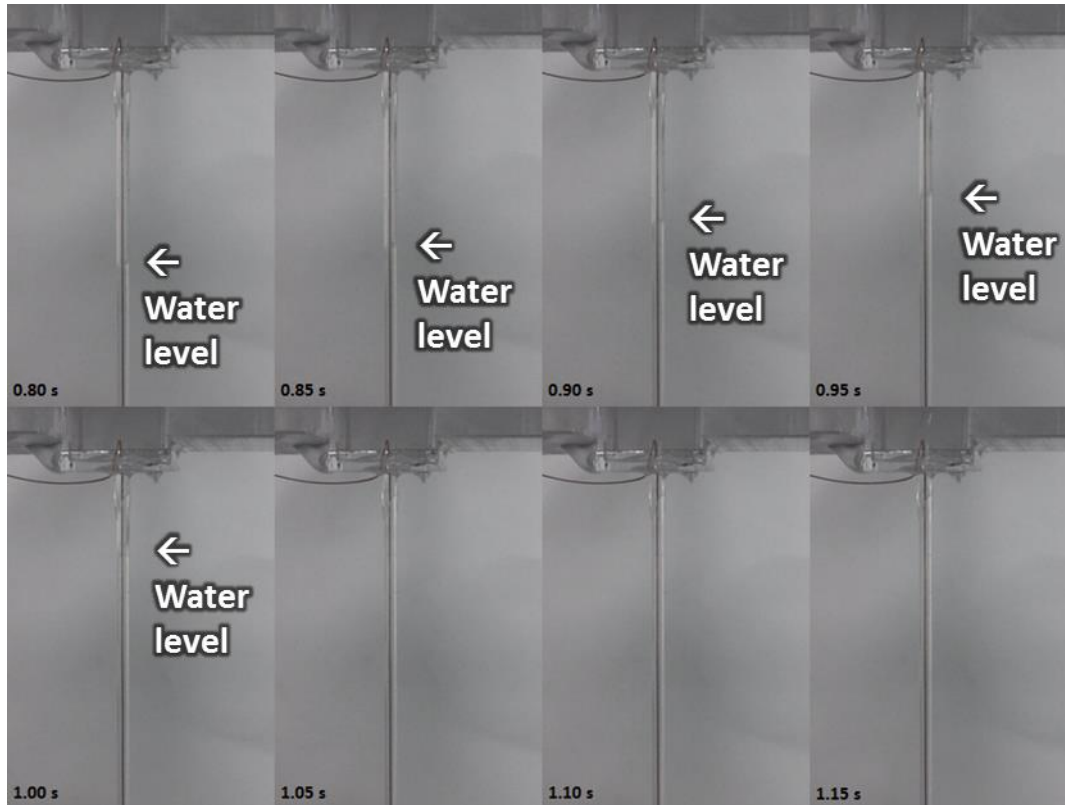 ←
Water
level
0.80 s
←
Water
level
0.85 s
←
Water
level
0.90 s
←
Water
level
0.95 s
←
Water
level
1.00 s
1.05 s
1.10 s
1.15 s